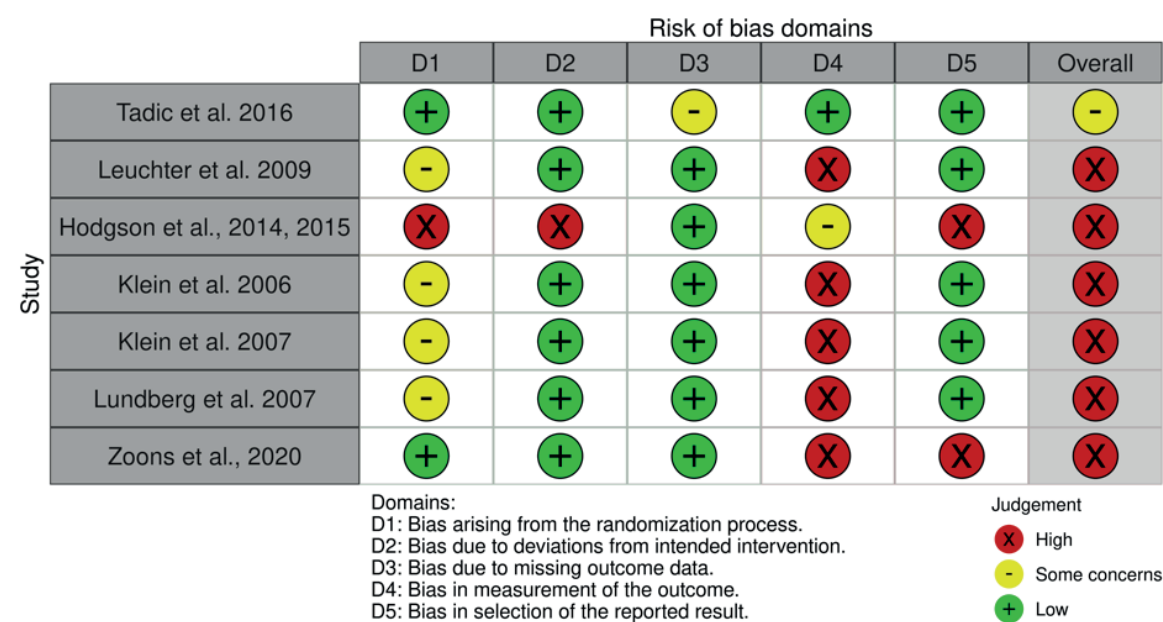 Risk of bias domains
D1 D2 D3 D4 D5 Overall
Study
Tadic et al. 2016 + + - + + -
Leuchter et al. 2009 - + + X + X
Hodgson et al., 2014, 2015 X X + - X X
Klein et al. 2006 - + + X + X
Klein et al. 2007 - + + X + X
Lundberg et al. 2007 - + + X + X
Zoons et al., 2020 + + + X X X
Domains:
D1: Bias arising from the randomization process.
D2: Bias due to deviations from intended intervention.
D3: Bias due to missing outcome data.
D4: Bias in measurement of the outcome.
D5: Bias in selection of the reported result.
Judgement
X High
- Some concerns
+ Low